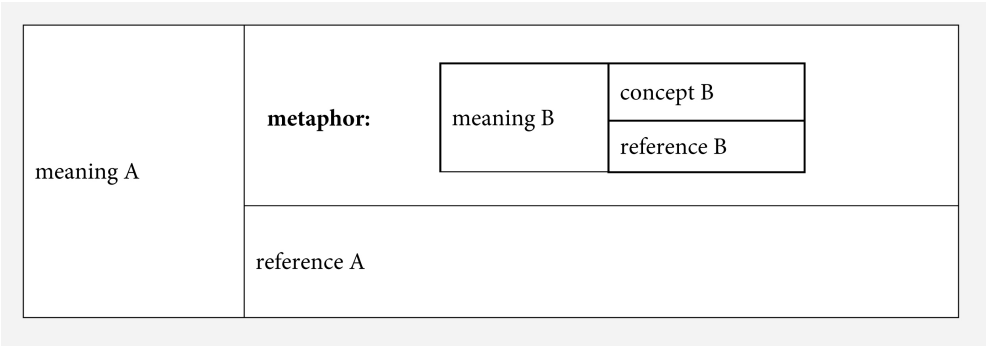 meaning A
metaphor:
meaning B
concept B
reference B
reference A